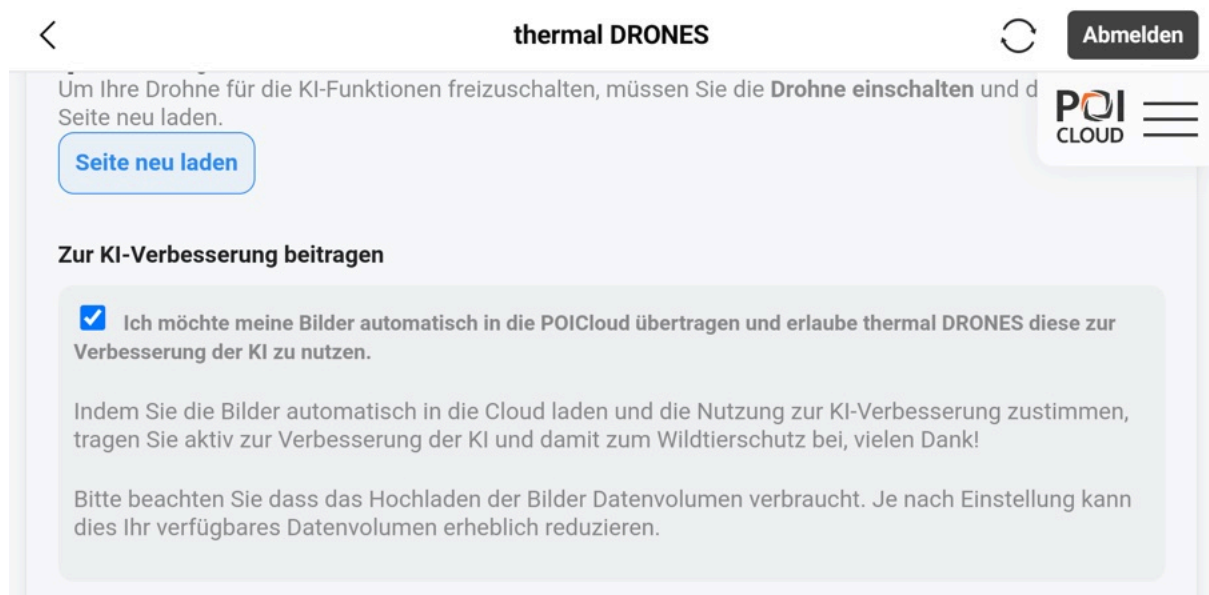 thermal DRONES
Abmelden
Um Ihre Drohne für die KI-Funktionen freizuschalten, müssen Sie die Drohne einschalten und d
Seite neu laden.
POI
CLOUD
Seite neu laden
Zur KI-Verbesserung beitragen
Ich möchte meine Bilder automatisch in die POICloud übertragen und erlaube thermal DRONES diese zur
Verbesserung der KI zu nutzen.
Indem Sie die Bilder automatisch in die Cloud laden und die Nutzung zur KI-Verbesserung zustimmen,
tragen Sie aktiv zur Verbesserung der KI und damit zum Wildtierschutz bei, vielen Dank!
Bitte beachten Sie dass das Hochladen der Bilder Datenvolumen verbraucht. Je nach Einstellung kann
dies Ihr verfügbares Datenvolumen erheblich reduzieren.